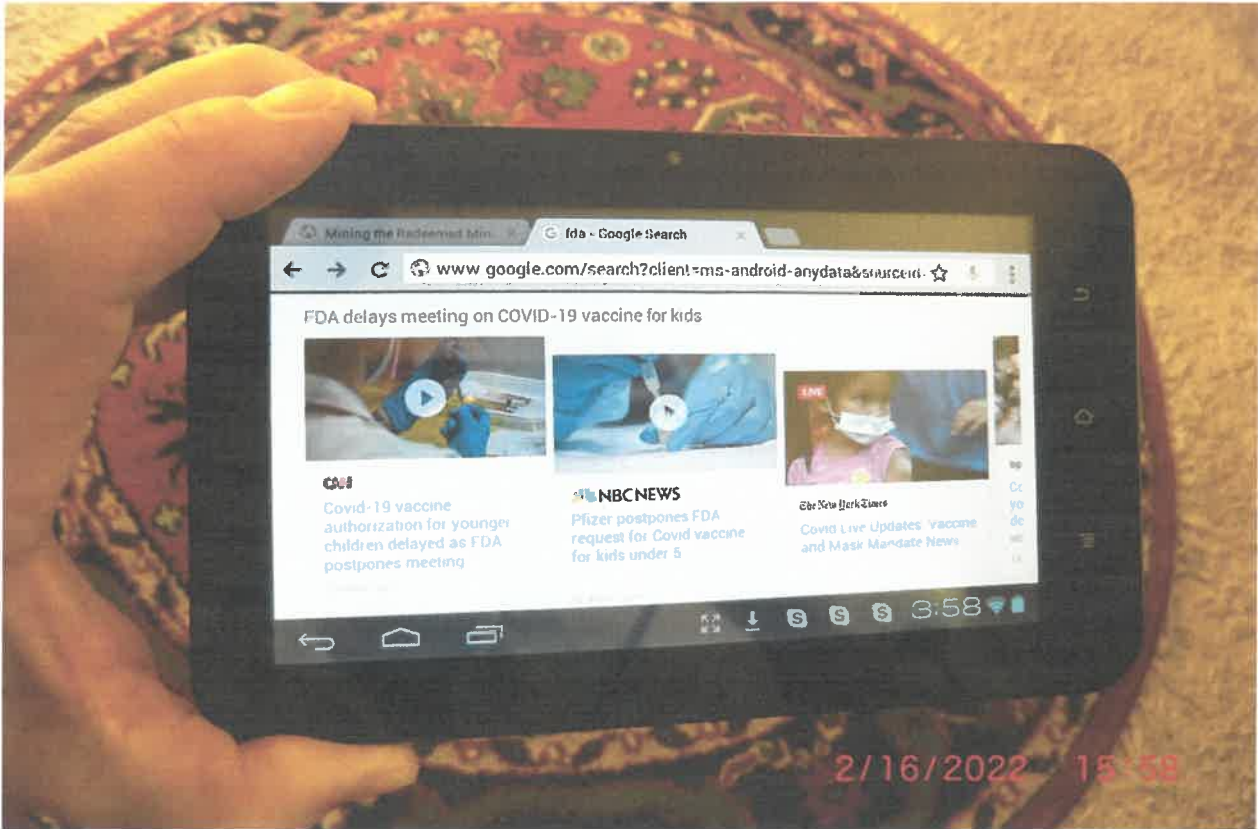 Mining the Redeemed Min
fda - Google Search
www.google.com/search?client=ms-android-anydata&sourceid-
FDA delays meeting on COVID-19 vaccine for kids
LIVE
CNN
Covid-19 vaccine
authorization for younger
children delayed as FDA
postpones meeting
NBC NEWS
Pfizer postpones FDA
request for Covid vaccine
for kids under 5
The New York Times
Covid Live Updates Vaccine
and Mask Mandate News
3:58
2/16/2022 15:58